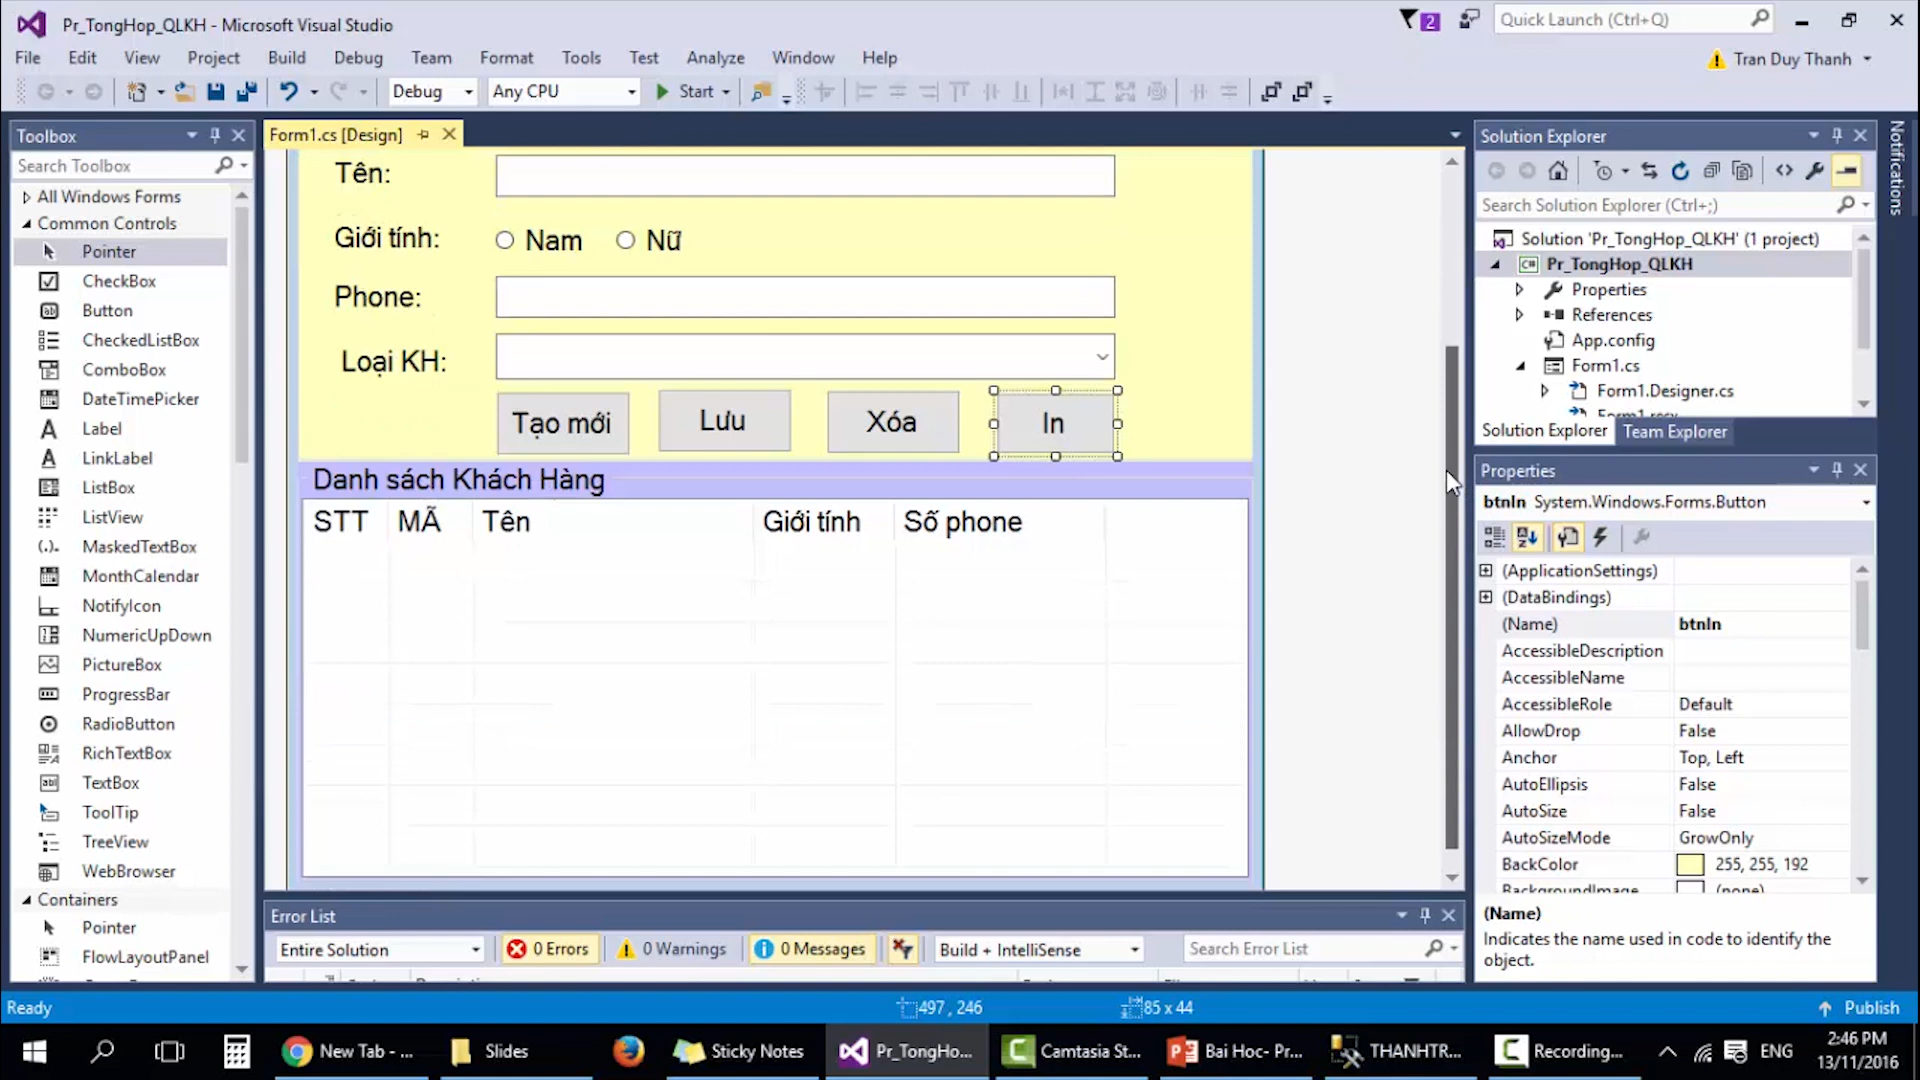 Pr_TongHop_QLKH - Microsoft Visual Studio
2
Quick Launch (Ctrl+Q)
File Edit View Project Build Debug Team Format Tools Test Analyze Window Help
Tran Duy Thanh
Debug Any CPU Start
Toolbox
Search Toolbox
All Windows Forms
Common Controls
Pointer
CheckBox
Button
CheckedListBox
ComboBox
DateTimePicker
Label
LinkLabel
ListBox
ListView
MaskedTextBox
MonthCalendar
NotifyIcon
NumericUpDown
PictureBox
ProgressBar
RadioButton
RichTextBox
TextBox
ToolTip
TreeView
WebBrowser
Containers
Pointer
FlowLayoutPanel
Form1.cs [Design]
Tên:
Giới tính: Nam Nữ
Phone:
Loại KH:
Tạo mới Lưu Xóa In
Danh sách Khách Hàng
STT MÃ Tên Giới tính Số phone
Error List
Entire Solution 0 Errors 0 Warnings 0 Messages Build + IntelliSense Search Error List
Solution Explorer
Search Solution Explorer (Ctrl+;)
Solution 'Pr_TongHop_QLKH' (1 project)
C# Pr_TongHop_QLKH
Properties
References
App.config
Form1.cs
Form1.Designer.cs
Form1.resx
Solution Explorer Team Explorer
Notifications
Properties
btnIn System.Windows.Forms.Button
(ApplicationSettings)
(DataBindings)
(Name) btnIn
AccessibleDescription
AccessibleName
AccessibleRole Default
AllowDrop False
Anchor Top, Left
AutoEllipsis False
AutoSize False
AutoSizeMode GrowOnly
BackColor 255, 255, 192
BackgroundImage (none)
(Name)
Indicates the name used in code to identify the
object.
Ready 497 , 246 85 x 44 Publish
New Tab - ... Slides Sticky Notes Pr_TongHo... Camtasia St... Bai Hoc- Pr... THANHTR... Recording... ENG
2:46 PM
13/11/2016